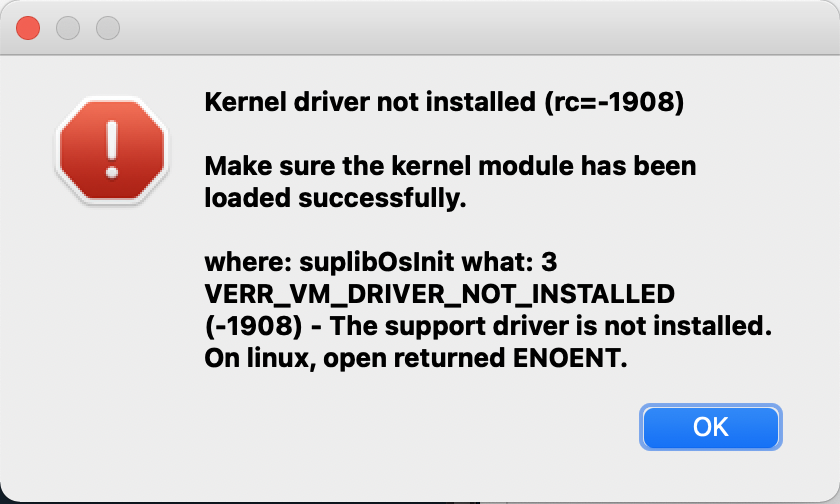 Kernel driver not installed (rc=-1908)
Make sure the kernel module has been
loaded successfully.
where: suplibOsInit what: 3
VERR_VM_DRIVER_NOT_INSTALLED
(-1908) - The support driver is not installed.
On linux, open returned ENOENT.
OK